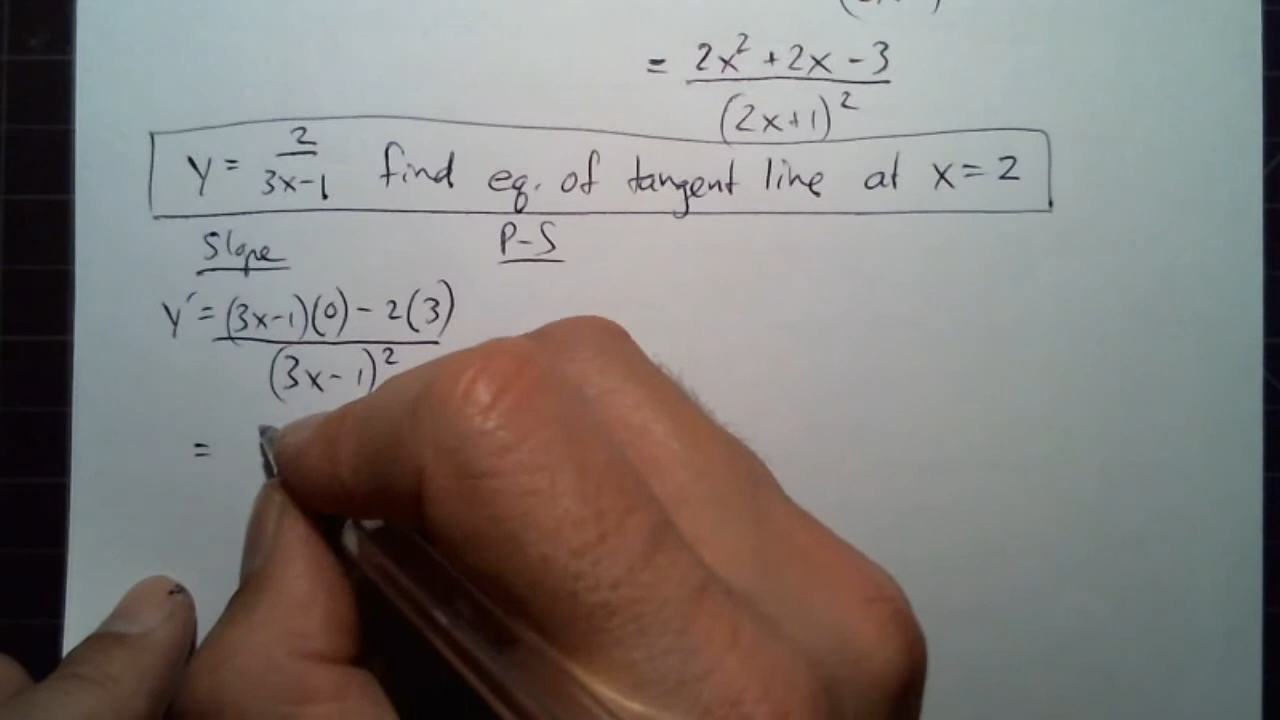 = (2x² + 2x - 3)/(2x+1)²
y = 2/(3x-1) find eq. of tangent line at x = 2
Slope P-S
y' = ((3x-1)(0) - 2(3))/(3x-1)²
=